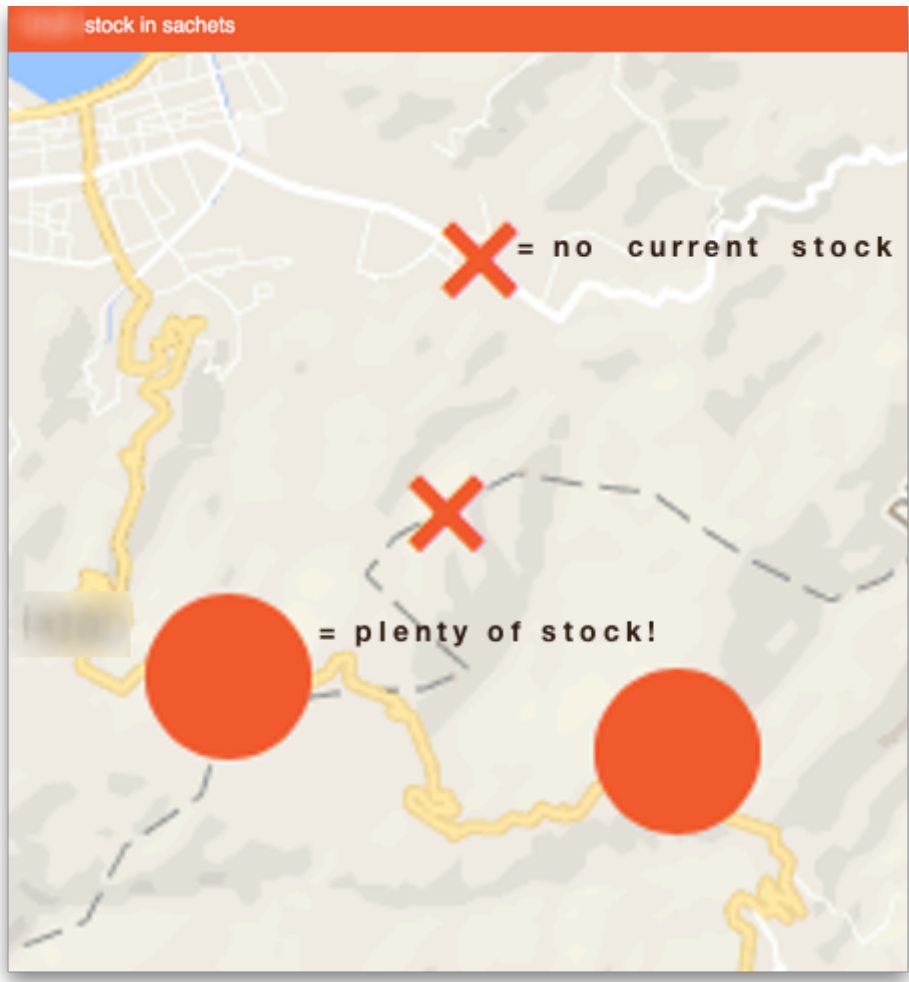 stock in sachets
= no current stock
= plenty of stock!